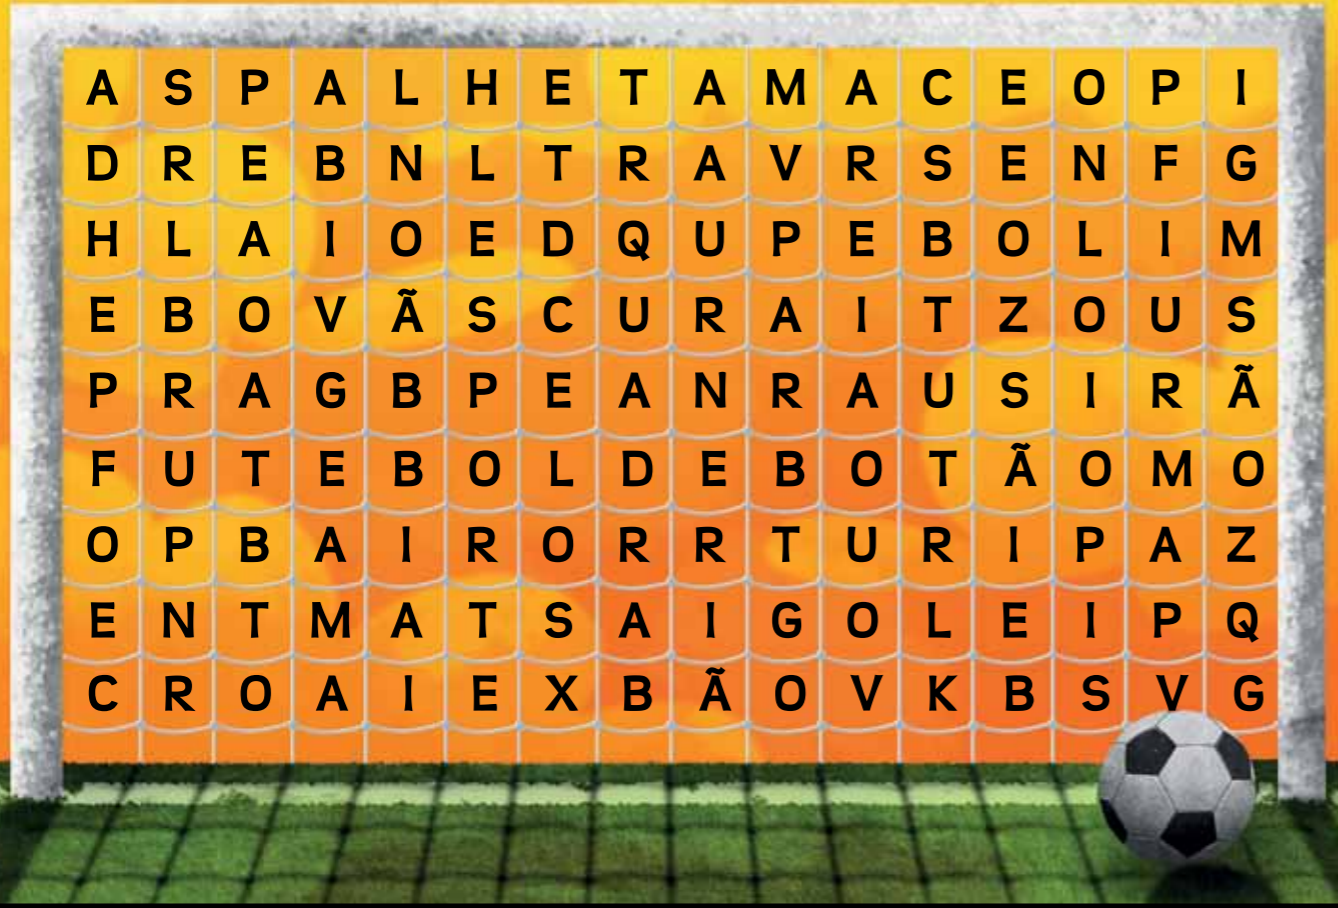 A S P A L H E T A M A C E O P I
D R E B N L T R A V R S E N F G
H L A I O E D Q U P E B O L I M
E B O V Ã S C U R A I T Z O U S
P R A G B P E A N R A U S I R Ã
F U T E B O L D E B O T Ã O M O
O P B A I R O R R T U R I P A Z
E N T M A T S A I G O L E I P Q
C R O A I E X B Ã O V K B S V G